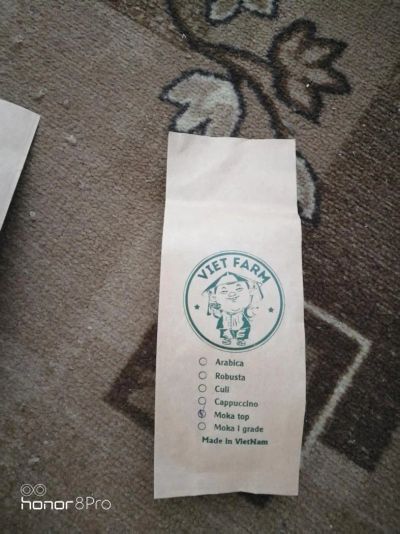 VIET FARM
Arabica
Robusta
Culi
Cappuccino
Moka top
Moka I grade
Made in VietNam
honor 8Pro